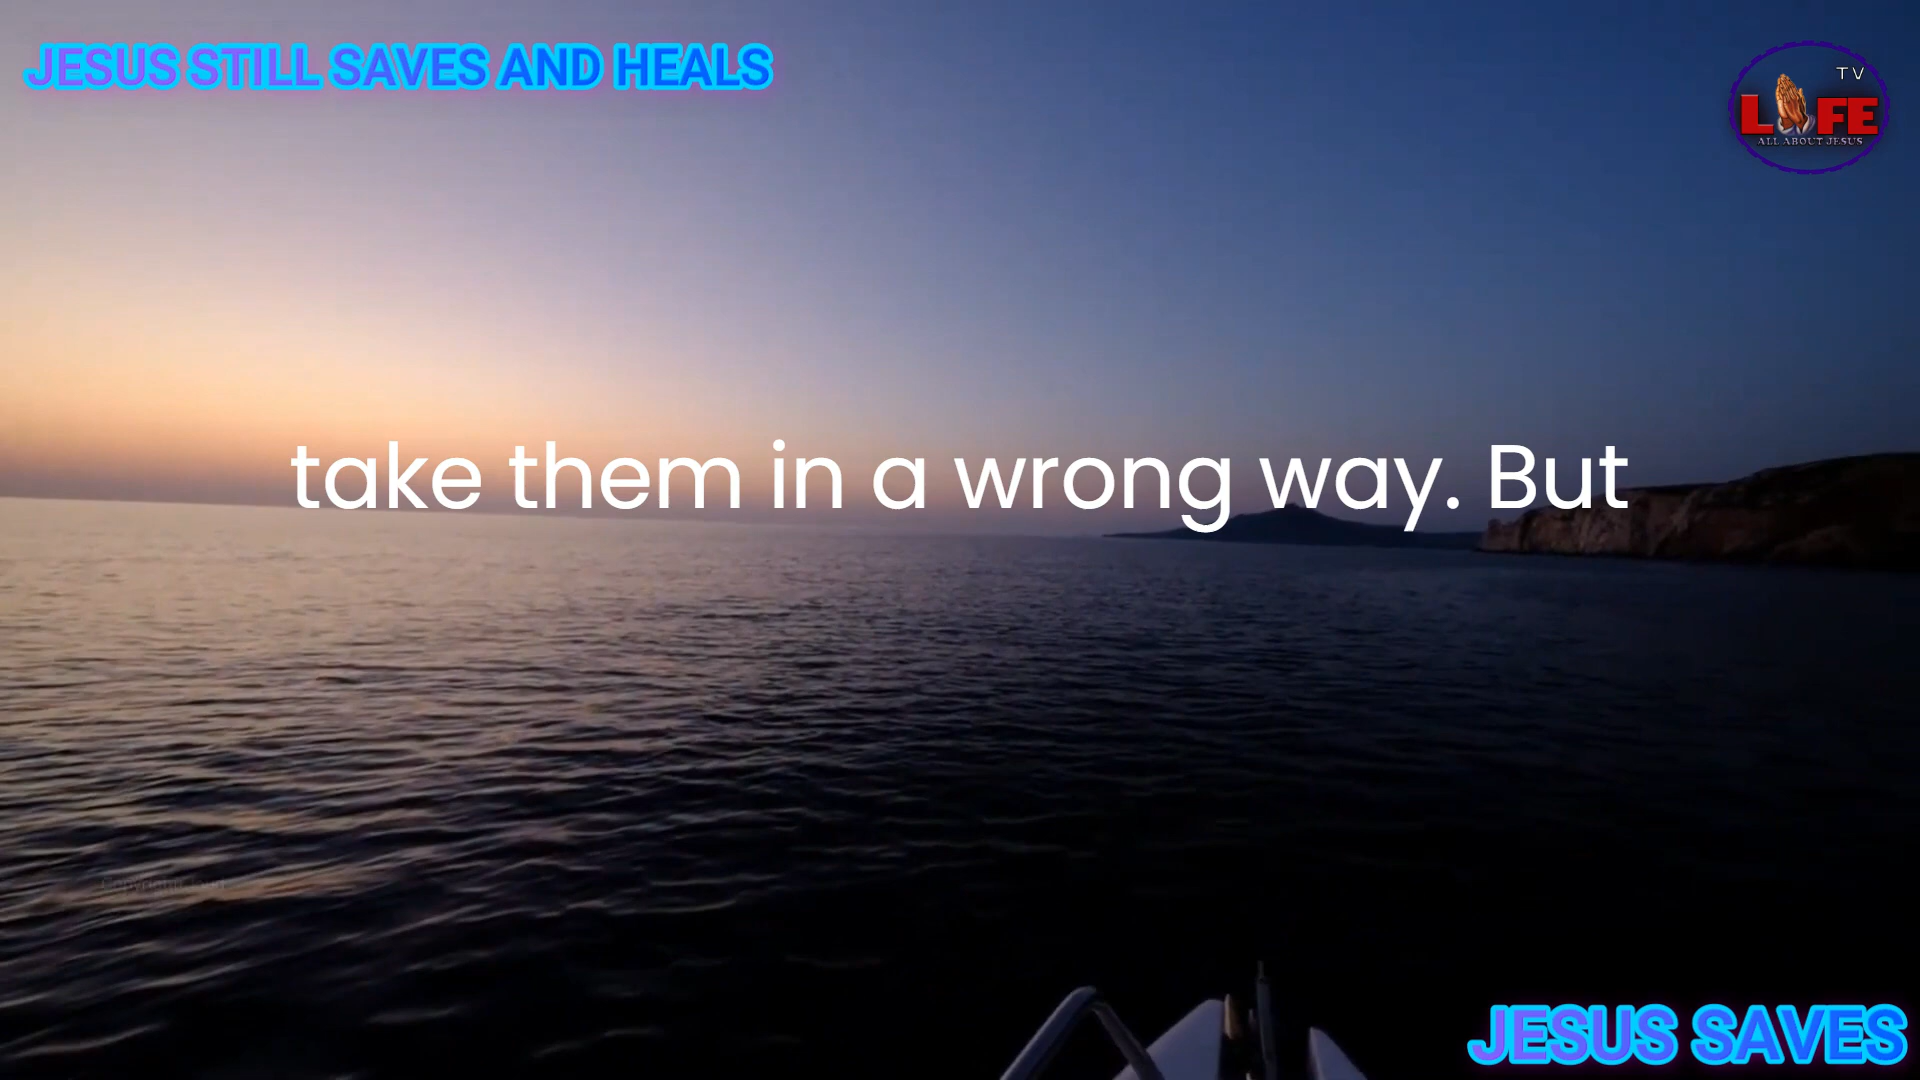 JESUS STILL SAVES AND HEALS
TV
LIFE
ALL ABOUT JESUS
take them in a wrong way. But
JESUS SAVES